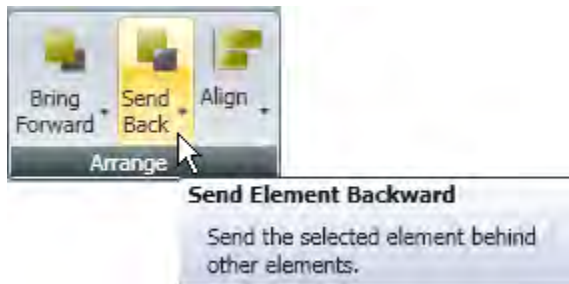 Bring Forward
Send Back
Align
Arrange
Send Element Backward
Send the selected element behind
other elements.